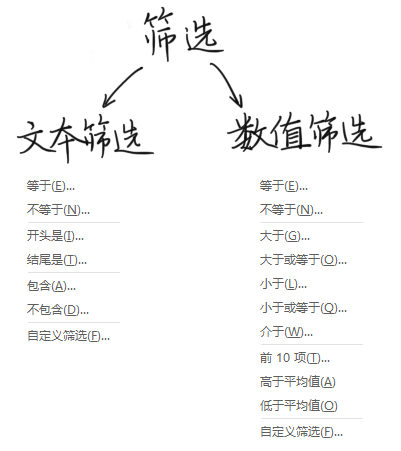 筛选
文本筛选
等于(E)...
不等于(N)...
开头是(I)...
结尾是(T)...
包含(A)...
不包含(D)...
自定义筛选(F)...
数值筛选
等于(E)...
不等于(N)...
大于(G)...
大于或等于(O)...
小于(L)...
小于或等于(Q)...
介于(W)...
前 10 项(T)...
高于平均值(A)
低于平均值(O)
自定义筛选(F)...